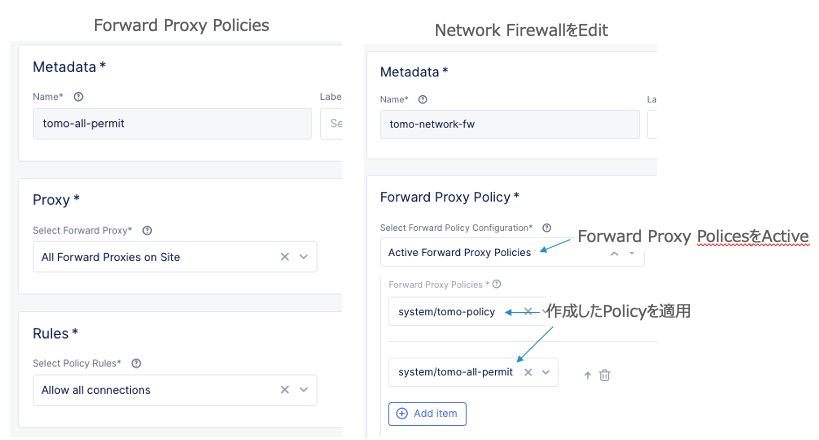 Forward Proxy Policies
Metadata *
Name*
Labe
tomo-all-permit
Se
Proxy *
Select Forward Proxy*
All Forward Proxies on Site
Rules *
Select Policy Rules*
Allow all connections
Network FirewallをEdit
Metadata *
Name*
La
tomo-network-fw
Forward Proxy Policy *
Select Forward Policy Configuration*
Forward Proxy PolicesをActive
Active Forward Proxy Policies
Forward Proxy Policies *
system/tomo-policy
作成したPolicyを適用
system/tomo-all-permit
Add item